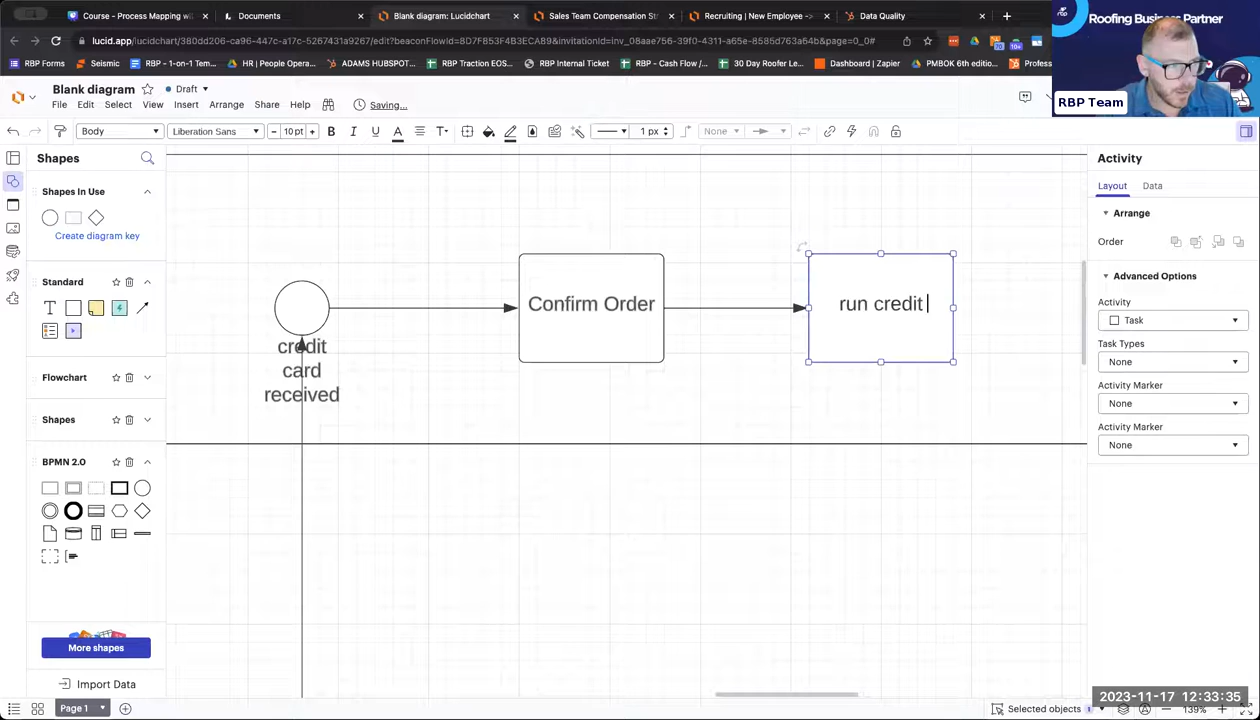 Course – Process Mapping wit
Documents
Blank diagram: Lucidchart
Sales Team Compensation St
Recruiting | New Employee ->
Data Quality
Roofing Business Partner
lucid.app/lucidchart/380dd206-ca96-447c-a17c-5267431a9267/edit?beaconFlowId=8D7F853F4B3ECA89&invitationId=inv_08aae756-39f0-4311-a65e-8585d763a64b&page=0_0#
RBP Forms
Seismic
RBP - 1-on-1 Tem...
HR | People Opera...
ADAMS HUBSPOT...
RBP Traction EOS...
RBP Internal Ticket
RBP - Cash Flow /...
30 Day Roofer Le...
Dashboard | Zapier
PMBOK 6th editio...
Profess
RBP Team
Blank diagram
Draft
File Edit Select View Insert Arrange Share Help
Saving...
Body
Liberation Sans
10 pt
1 px
None
Shapes
Shapes In Use
Create diagram key
Standard
Flowchart
Shapes
BPMN 2.0
More shapes
Import Data
credit
card
received
Confirm Order
run credit
Activity
Layout
Data
Arrange
Order
Advanced Options
Activity
Task
Task Types
None
Activity Marker
None
Activity Marker
None
2023-11-17 12:33:35
Page 1
Selected objects
1
139%